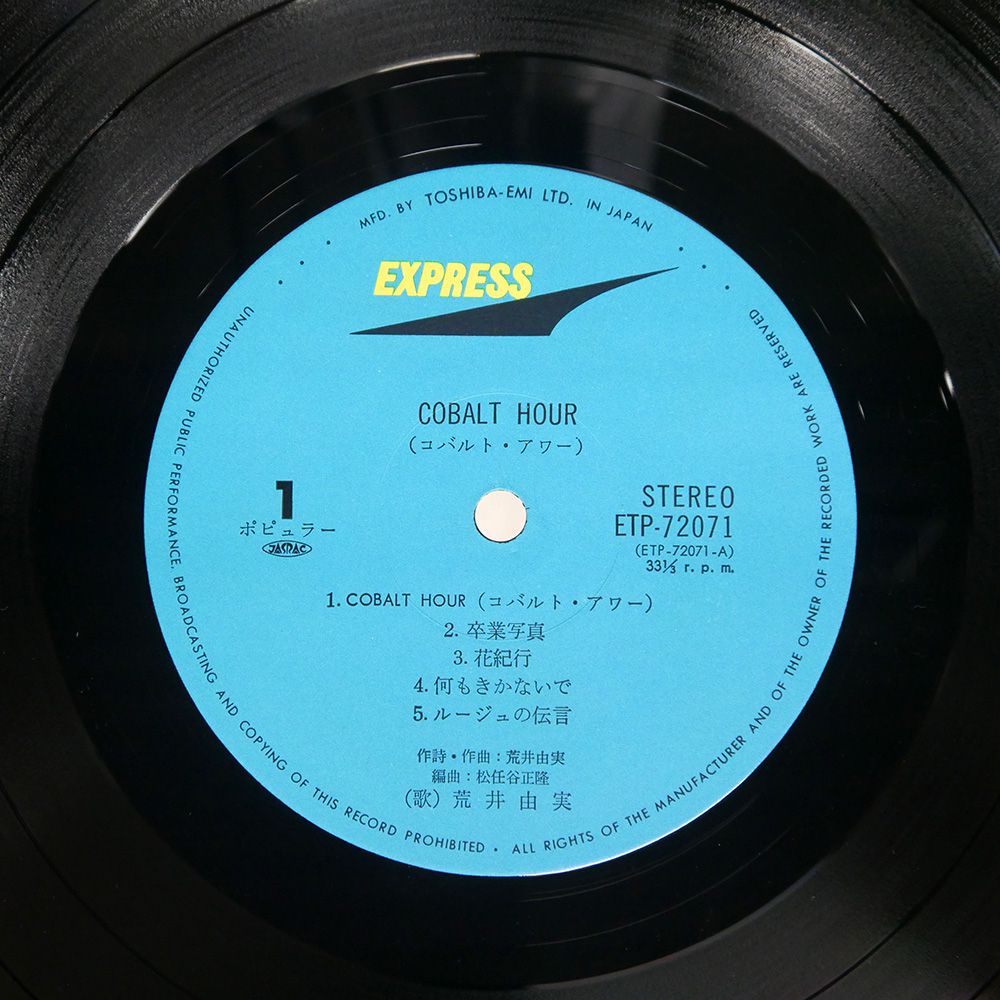 MFD. BY TOSHIBA-EMI LTD. IN JAPAN
EXPRESS
COBALT HOUR
(コバルト・アワー)
1
ポピュラー
JASRAC
STEREO
ETP-72071
(ETP-72071-A)
33⅓ r.p.m.
1. COBALT HOUR (コバルト・アワー)
2. 卒業写真
3. 花紀行
4. 何もきかないで
5. ルージュの伝言
作詩・作曲：荒井由実
編曲：松任谷正隆
(歌) 荒井由実
UNAUTHORIZED PUBLIC PERFORMANCE, BROADCASTING AND COPYING OF THIS RECORD PROHIBITED • ALL RIGHTS OF THE MANUFACTURER AND OF THE OWNER OF THE RECORDED WORK ARE RESERVED